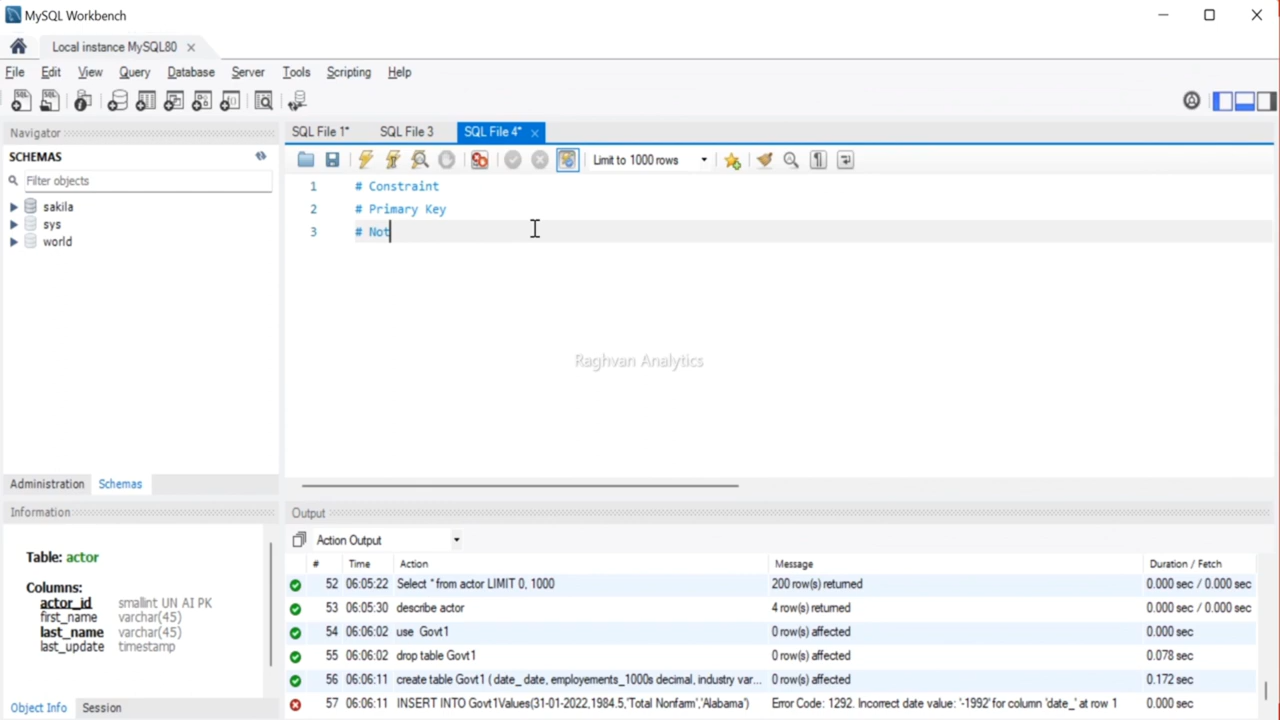 MySQL Workbench
Local instance MySQL80
File Edit View Query Database Server Tools Scripting Help
Navigator
SCHEMAS
Filter objects
sakila
sys
world
Administration Schemas
Information
Table: actor
Columns:
actor_id smallint UN AI PK
first_name varchar(45)
last_name varchar(45)
last_update timestamp
Object Info Session
SQL File 1* SQL File 3 SQL File 4*
Limit to 1000 rows
1 # Constraint
2 # Primary Key
3 # Not
Raghvan Analytics
Output
Action Output
# Time Action Message Duration / Fetch
52 06:05:22 Select * from actor LIMIT 0, 1000 200 row(s) returned 0.000 sec / 0.000 sec
53 06:05:30 describe actor 4 row(s) returned 0.000 sec / 0.000 sec
54 06:06:02 use Govt1 0 row(s) affected 0.000 sec
55 06:06:02 drop table Govt1 0 row(s) affected 0.078 sec
56 06:06:11 create table Govt1 ( date_ date, employements_1000s decimal, industry var... 0 row(s) affected 0.172 sec
57 06:06:11 INSERT INTO Govt1Values(31-01-2022,1984.5,'Total Nonfarm','Alabama') Error Code: 1292. Incorrect date value: '-1992' for column 'date_' at row 1 0.000 sec